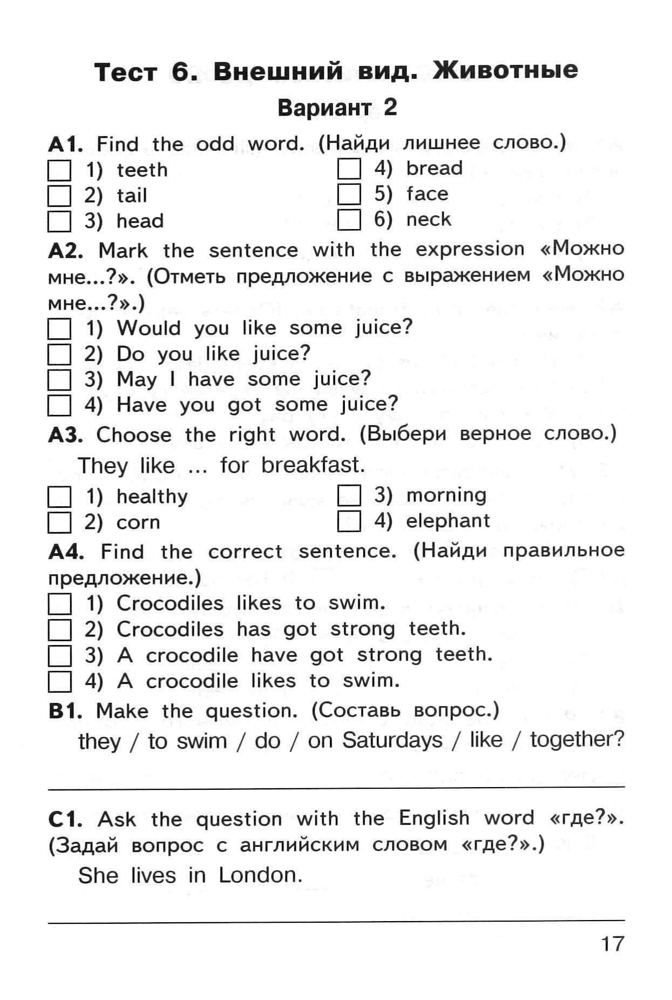 Тест 6. Внешний вид. Животные
Вариант 2
A1. Find the odd word. (Найди лишнее слово.)
1) teeth
2) tail
3) head
4) bread
5) face
6) neck
A2. Mark the sentence with the expression «Можно
мне...?». (Отметь предложение с выражением «Можно
мне...?».)
1) Would you like some juice?
2) Do you like juice?
3) May I have some juice?
4) Have you got some juice?
A3. Choose the right word. (Выбери верное слово.)
They like ... for breakfast.
1) healthy
2) corn
3) morning
4) elephant
A4. Find the correct sentence. (Найди правильное
предложение.)
1) Crocodiles likes to swim.
2) Crocodiles has got strong teeth.
3) A crocodile have got strong teeth.
4) A crocodile likes to swim.
B1. Make the question. (Составь вопрос.)
they / to swim / do / on Saturdays / like / together?
C1. Ask the question with the English word «где?».
(Задай вопрос с английским словом «где?».)
She lives in London.
17